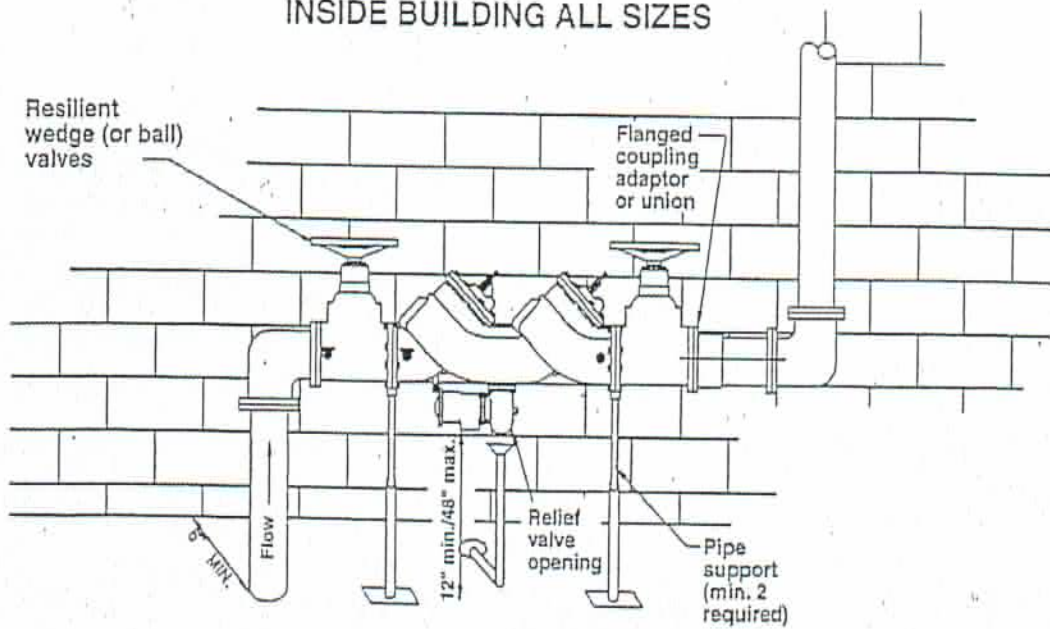 INSIDE BUILDING ALL SIZES
Resilient
wedge (or ball)
valves
Flanged
coupling
adaptor
or union
Flow
6" MIN.
12" min./48" max.
Relief
valve
opening
Pipe
support
(min. 2
required)